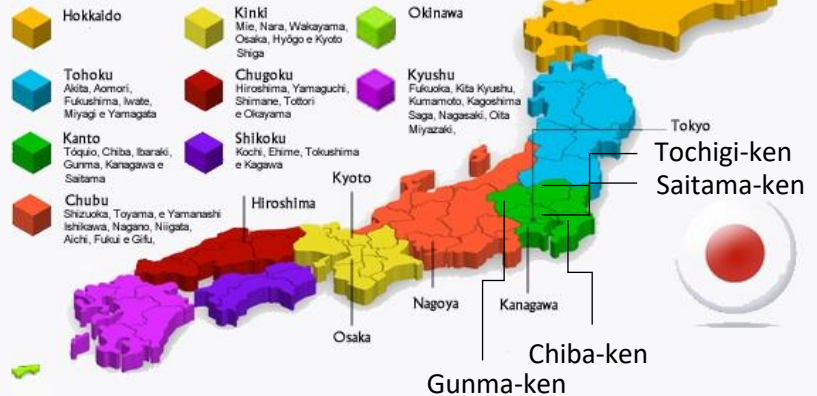 Hokkaido
Kinki
Mie, Nara, Wakayama,
Osaka, Hyõgo e Kyoto
Shiga
Okinawa
Tohoku
Akita, Aomori,
Fukushima, Iwate,
Miyagi e Yamagata
Chugoku
Hiroshima, Yamaguchi,
Shimane, Tottori
e Okayama
Kyushu
Fukuoka, Kita Kyushu,
Kumamoto, Kagoshima
Saga, Nagasaki, Oita
Miyazaki,
Kanto
Tóquio, Chiba, Ibaraki,
Gunma, Kanagawa e
Saitama
Shikoku
Kochi, Ehime, Tokushima
e Kagawa
Chubu
Shizuoka, Toyama, e Yamanashi
Ishikawa, Nagano, Niigata,
Aichi, Fukui e Gifu,
Tokyo
Tochigi-ken
Saitama-ken
Kyoto
Hiroshima
Nagoya
Kanagawa
Osaka
Chiba-ken
Gunma-ken